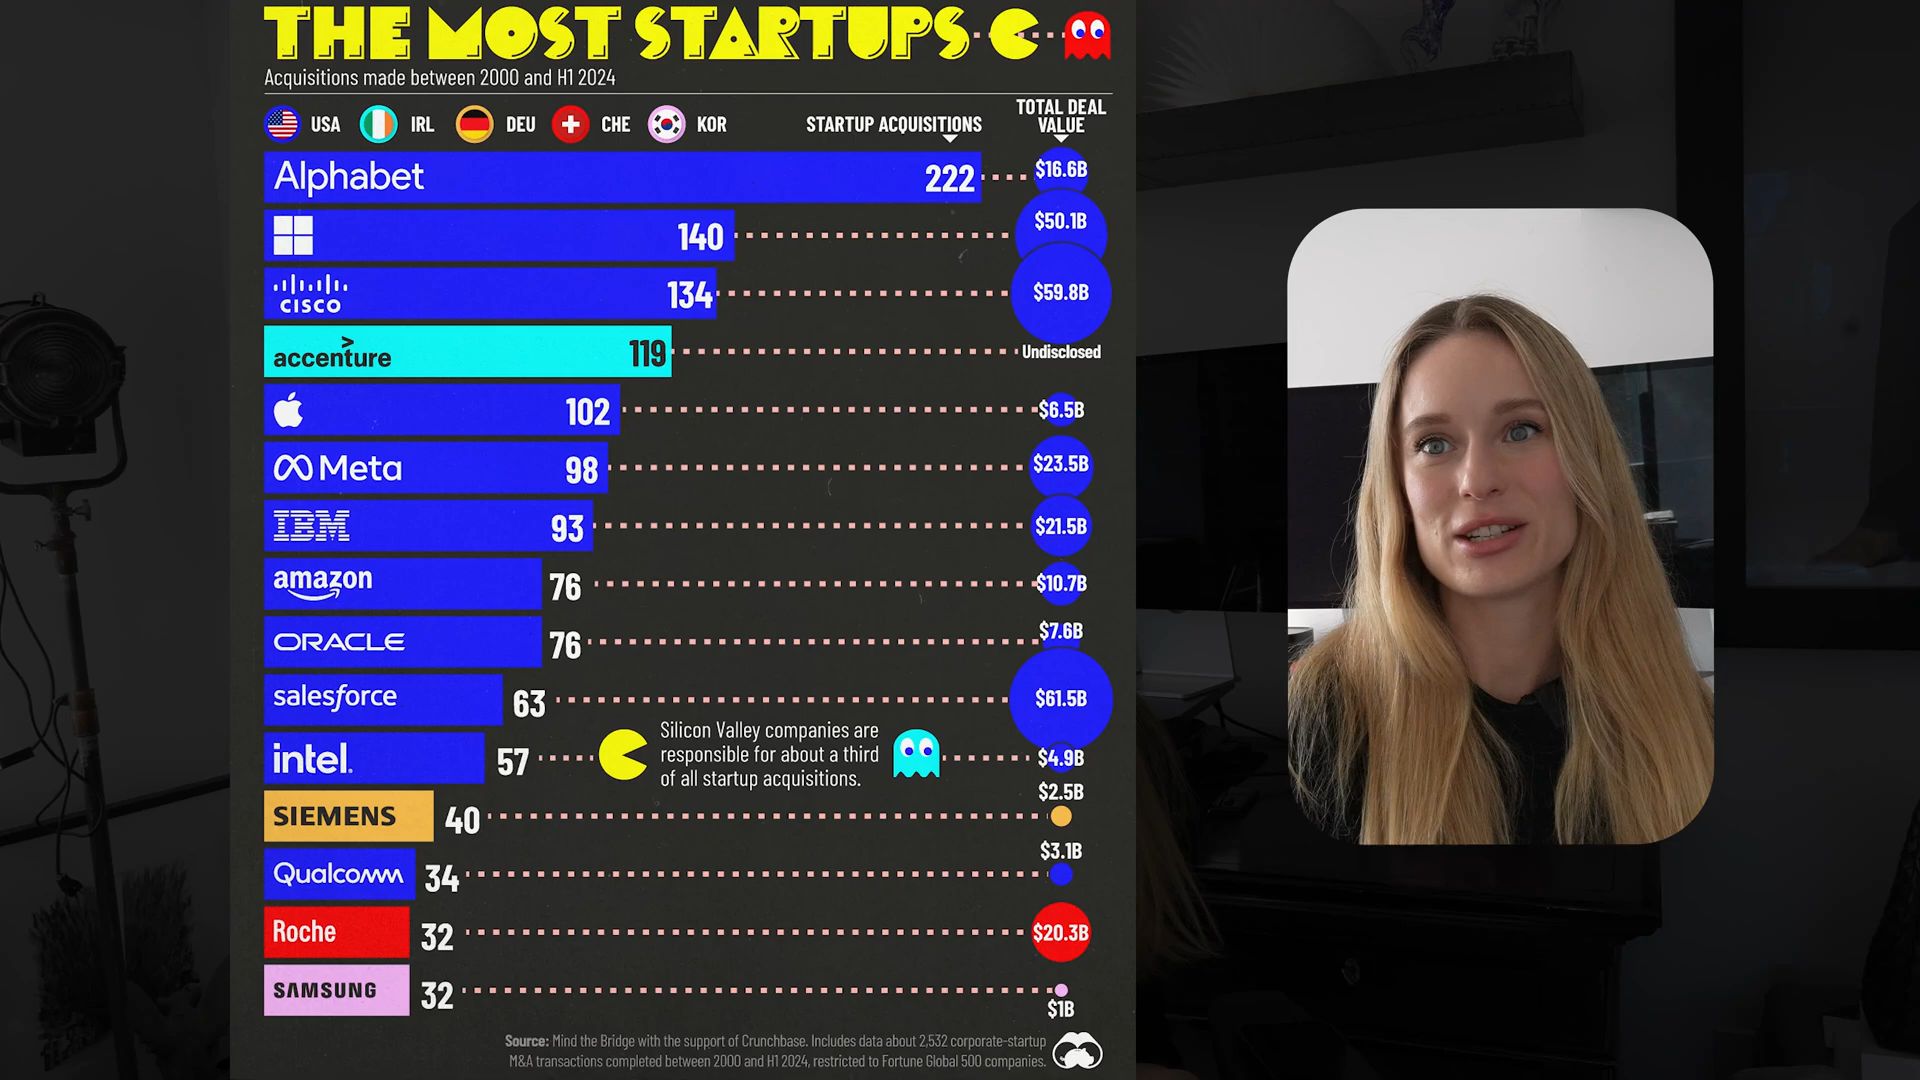 THE MOST STARTUPS
Acquisitions made between 2000 and H1 2024
USA IRL DEU CHE KOR
STARTUP ACQUISITIONS
TOTAL DEAL
VALUE
Alphabet 222 $16.6B
140 $50.1B
CISCO 134 $59.8B
accenture 119 Undisclosed
102 $6.5B
Meta 98 $23.5B
IBM 93 $21.5B
amazon 76 $10.7B
ORACLE 76 $7.6B
salesforce 63 $61.5B
intel. 57 $4.9B
Silicon Valley companies are
responsible for about a third
of all startup acquisitions.
SIEMENS 40 $2.5B
Qualcomm 34 $3.1B
Roche 32 $20.3B
SAMSUNG 32 $1B
Source: Mind the Bridge with the support of Crunchbase. Includes data about 2,532 corporate-startup
M&A transactions completed between 2000 and H1 2024, restricted to Fortune Global 500 companies.